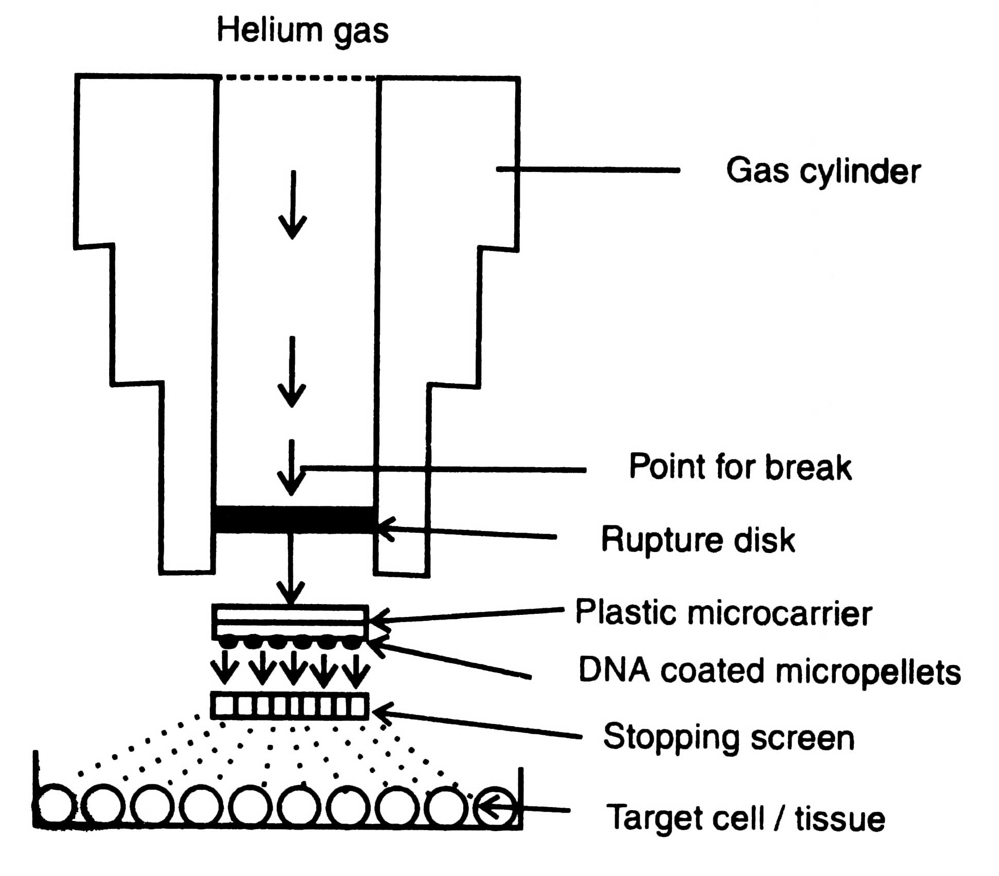 Helium gas
Gas cylinder
Point for break
Rupture disk
Plastic microcarrier
DNA coated micropellets
Stopping screen
Target cell / tissue